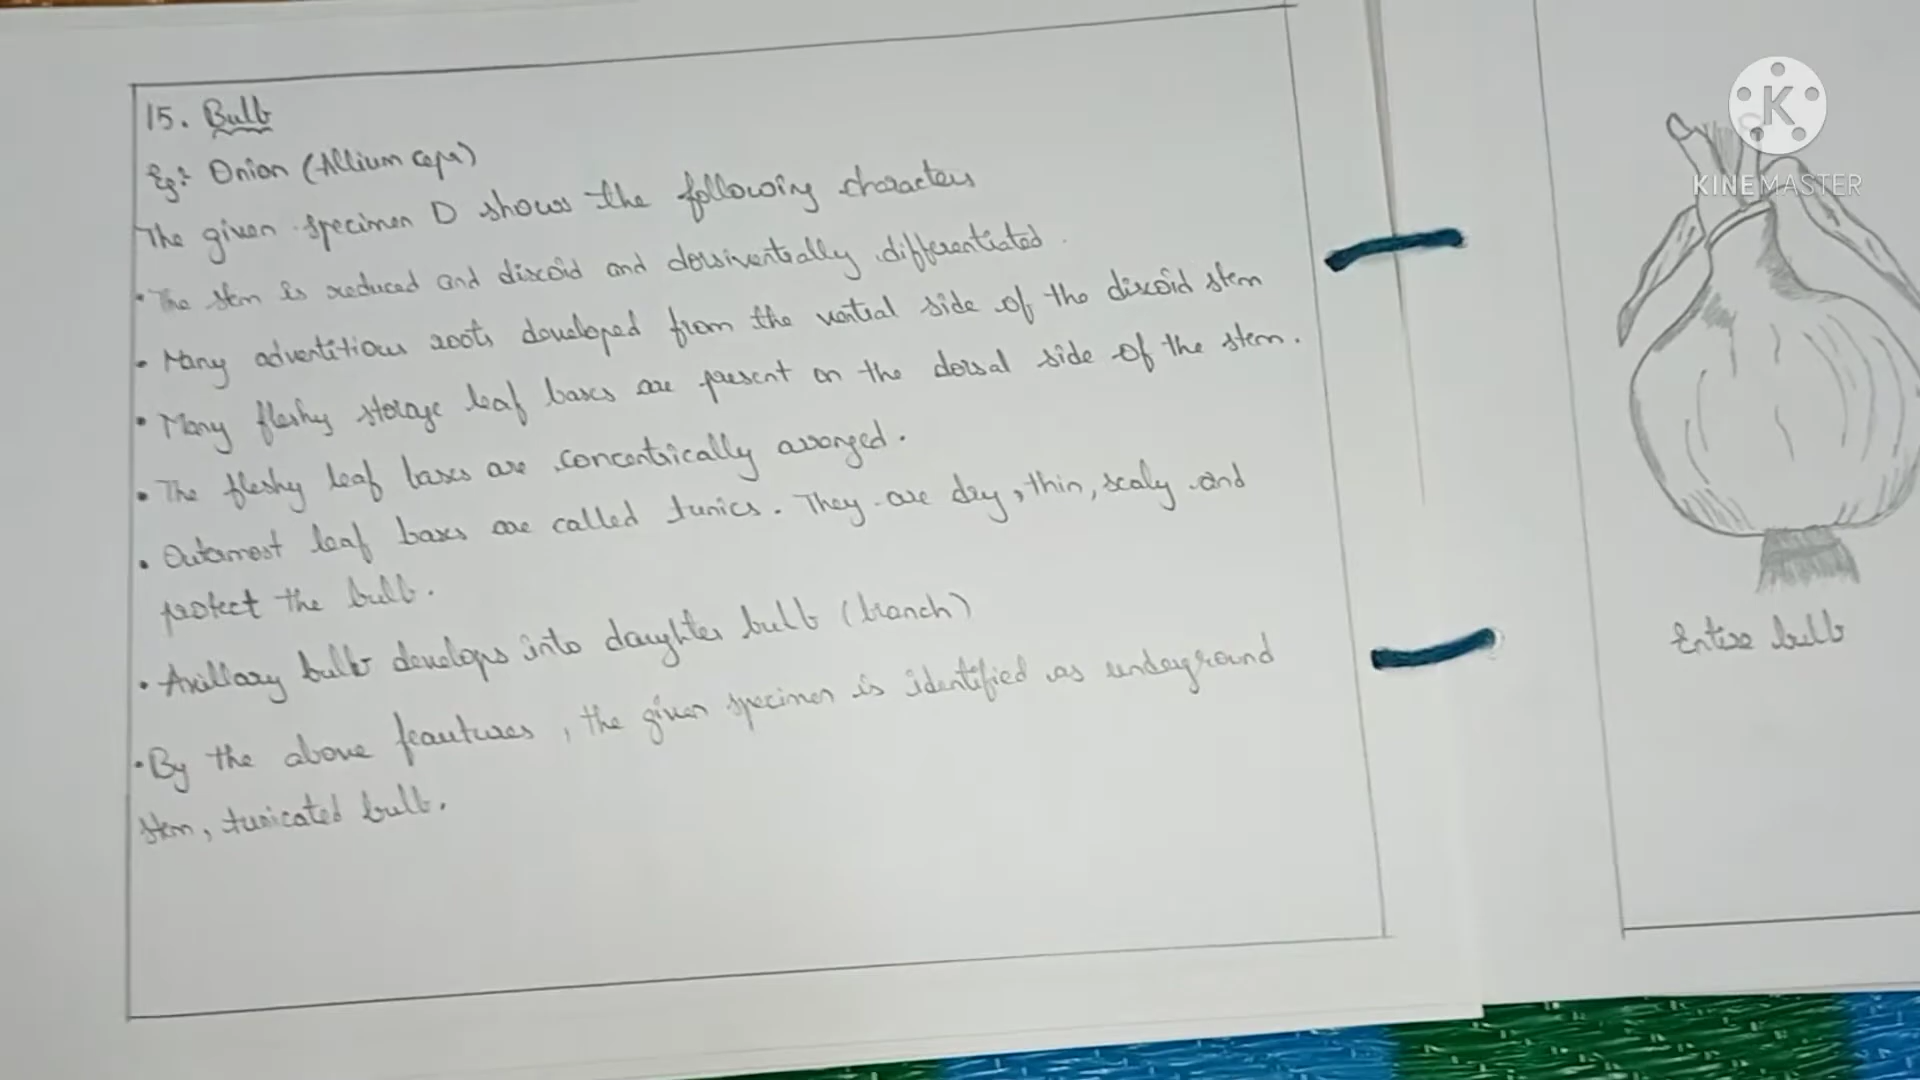 15. Bulb
Eg:- Onion (Allium cepa)
The given specimen D shows the following characters
• The stem is reduced and discoid and dorsiventially differentiated.
• Many adventitious roots developed from the ventral side of the discoid stem
• Many fleshy storage leaf bases are present on the dorsal side of the stem.
• The fleshy leaf bases are concentrically arranged.
• Outermost leaf bases are called tunics. They are dry, thin, scaly and
protect the bulb.
• Axillary bulb develops into daughter bulb (branch)
• By the above feautures, the given specimen is identified as underground
stem, tunicated bulb.
Entire bulb
K
KINEMASTER